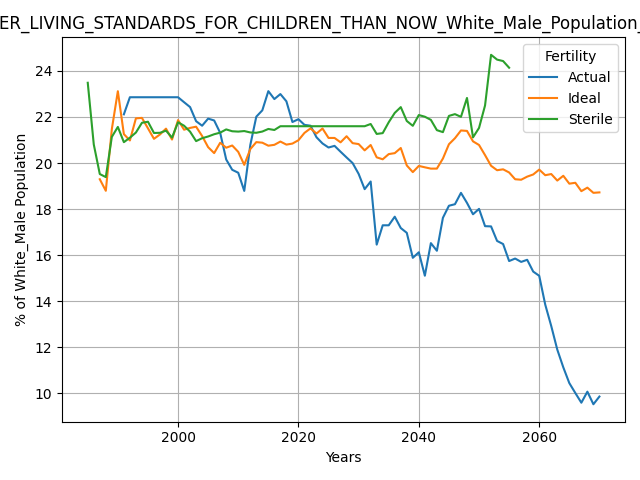 ER_LIVING_STANDARDS_FOR_CHILDREN_THAN_NOW_White_Male_Population_
Fertility
Actual
Ideal
Sterile
24
22
20
18
16
14
12
10
% of White_Male Population
2000
2020
2040
2060
Years